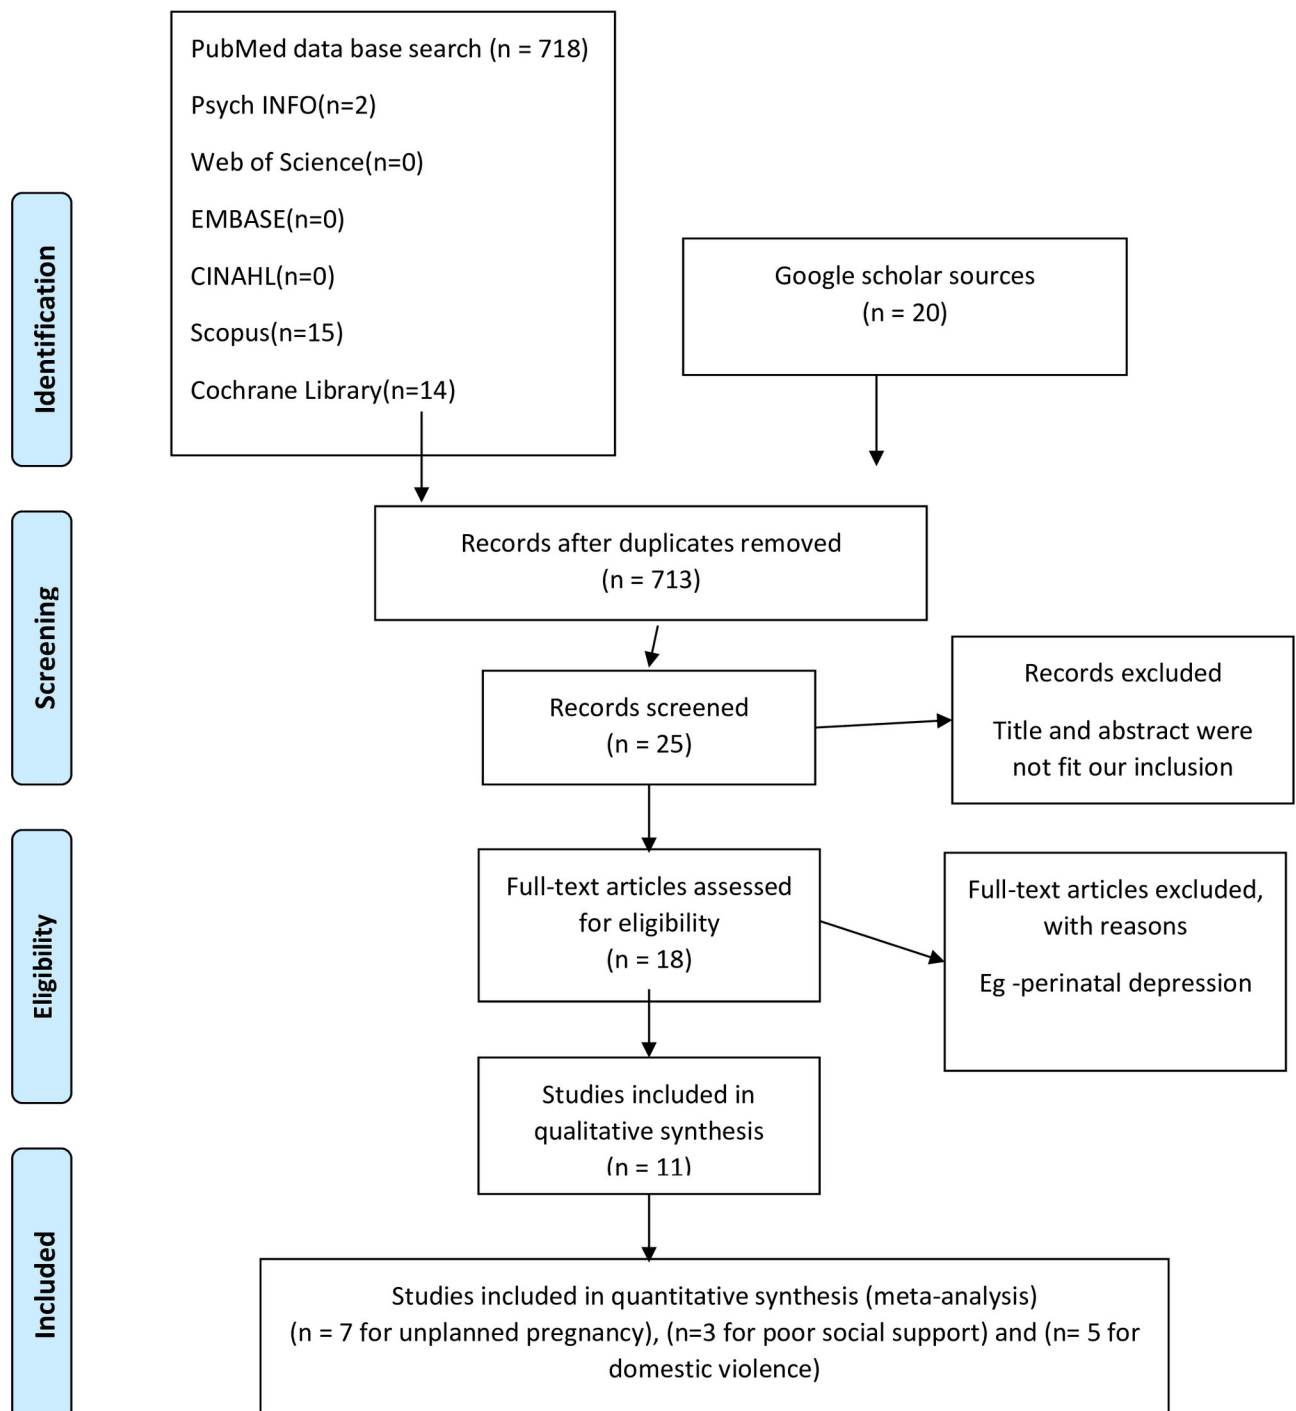 PubMed data base search (n = 718)
Psych INFO(n=2)
Web of Science(n=0)
EMBASE(n=0)
CINAHL(n=0)
Scopus(n=15)
Cochrane Library(n=14)
Google scholar sources
(n = 20)
Identification
Records after duplicates removed
(n = 713)
Screening
Records screened
(n = 25)
Records excluded
Title and abstract were
not fit our inclusion
Eligibility
Full-text articles assessed
for eligibility
(n = 18)
Full-text articles excluded,
with reasons
Eg -perinatal depression
Studies included in
qualitative synthesis
(n = 11)
Included
Studies included in quantitative synthesis (meta-analysis)
(n = 7 for unplanned pregnancy), (n=3 for poor social support) and (n= 5 for
domestic violence)